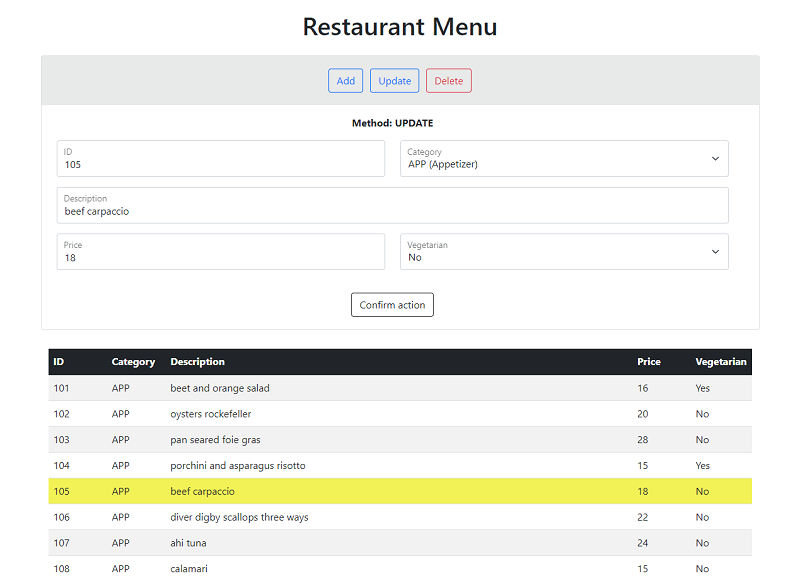 Restaurant Menu
Add Update Delete
Method: UPDATE
ID Category
105 APP (Appetizer)
Description
beef carpaccio
Price Vegetarian
18 No
Confirm action
ID Category Description Price Vegetarian
101 APP beet and orange salad 16 Yes
102 APP oysters rockefeller 20 No
103 APP pan seared foie gras 28 No
104 APP porchini and asparagus risotto 15 Yes
105 APP beef carpaccio 18 No
106 APP diver digby scallops three ways 22 No
107 APP ahi tuna 24 No
108 APP calamari 15 No